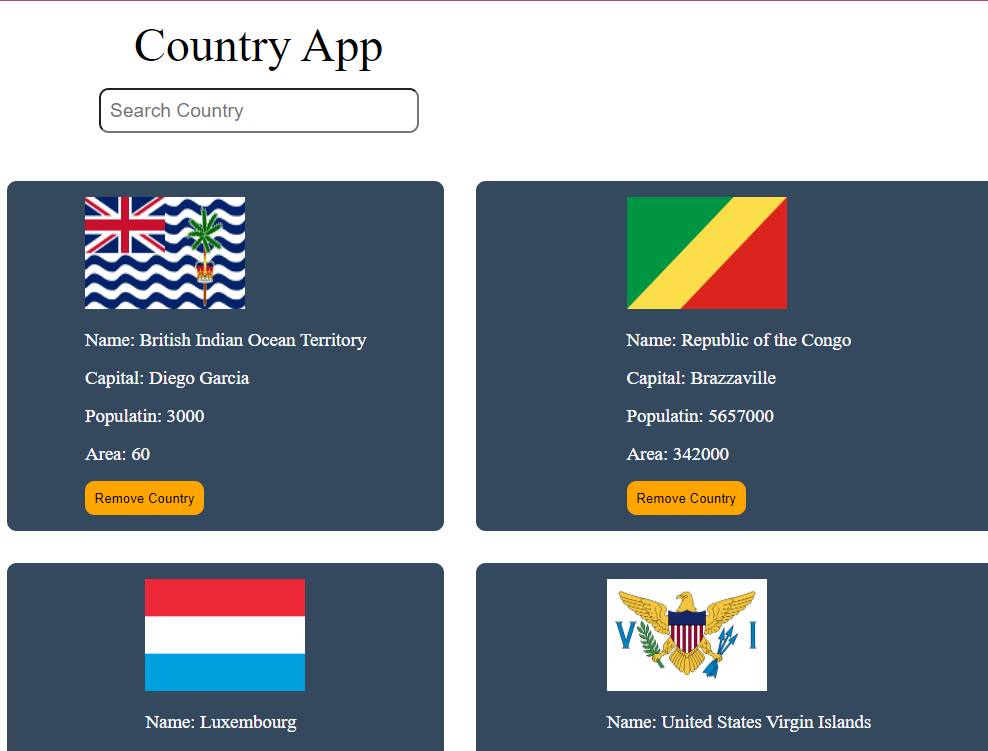 Country App
Search Country
Name: British Indian Ocean Territory
Capital: Diego Garcia
Populatin: 3000
Area: 60
Remove Country
Name: Republic of the Congo
Capital: Brazzaville
Populatin: 5657000
Area: 342000
Remove Country
Name: Luxembourg
V I
Name: United States Virgin Islands